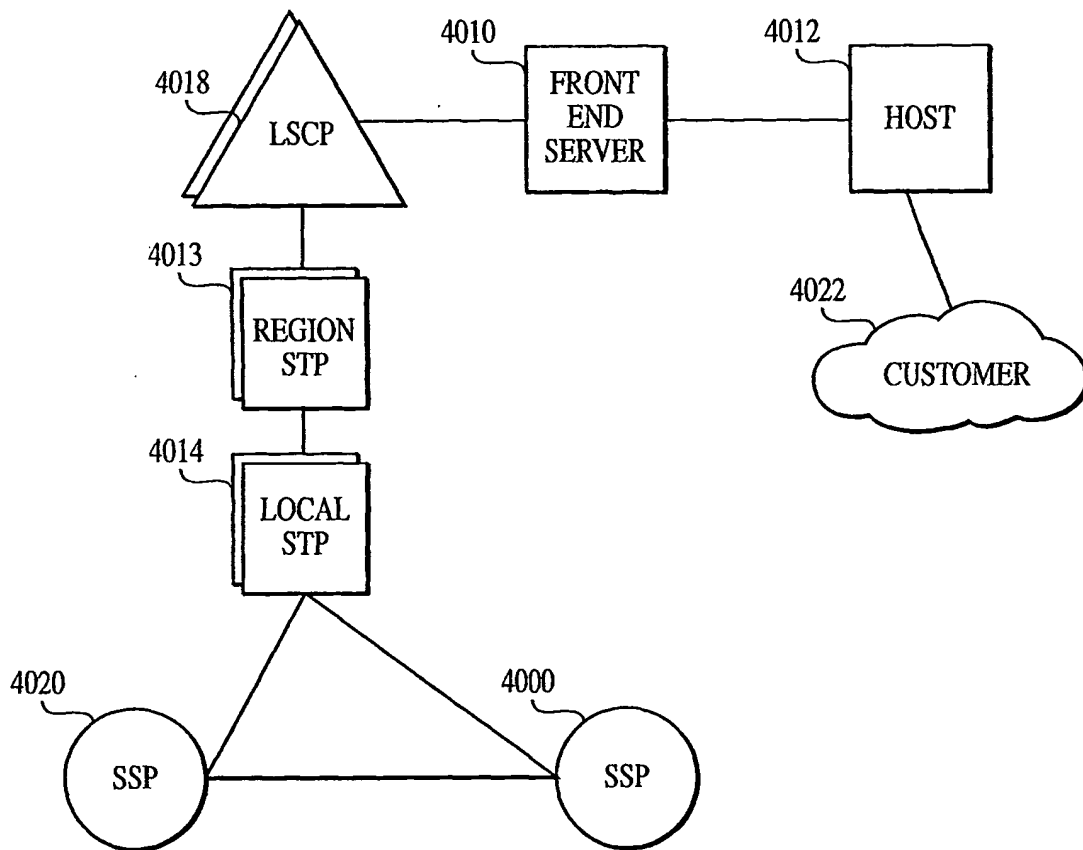 4010
4012
4018
LSCP
FRONT
END
SERVER
HOST
4013
REGION
STP
4022
CUSTOMER
4014
LOCAL
STP
4020
4000
SSP
SSP